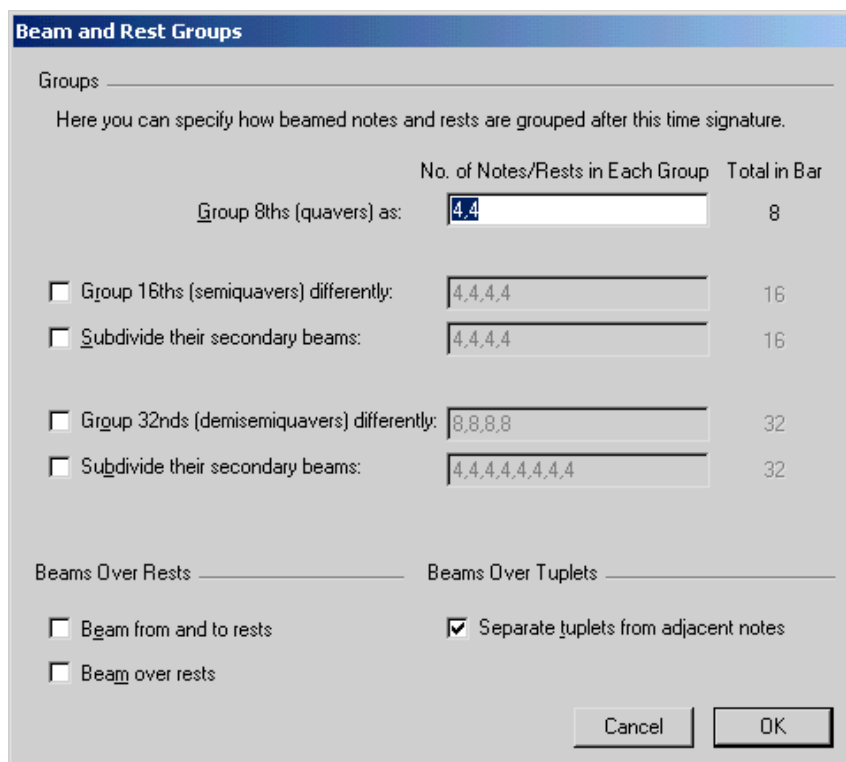 Beam and Rest Groups
Groups
Here you can specify how beamed notes and rests are grouped after this time signature.
No. of Notes/Rests in Each Group Total in Bar
Group 8ths (quavers) as: 4,4 8
Group 16ths (semiquavers) differently: 4,4,4,4 16
Subdivide their secondary beams: 4,4,4,4 16
Group 32nds (demisemiquavers) differently: 8,8,8,8 32
Subdivide their secondary beams: 4,4,4,4,4,4,4,4 32
Beams Over Rests Beams Over Tuplets
Beam from and to rests Separate tuplets from adjacent notes
Beam over rests
Cancel OK